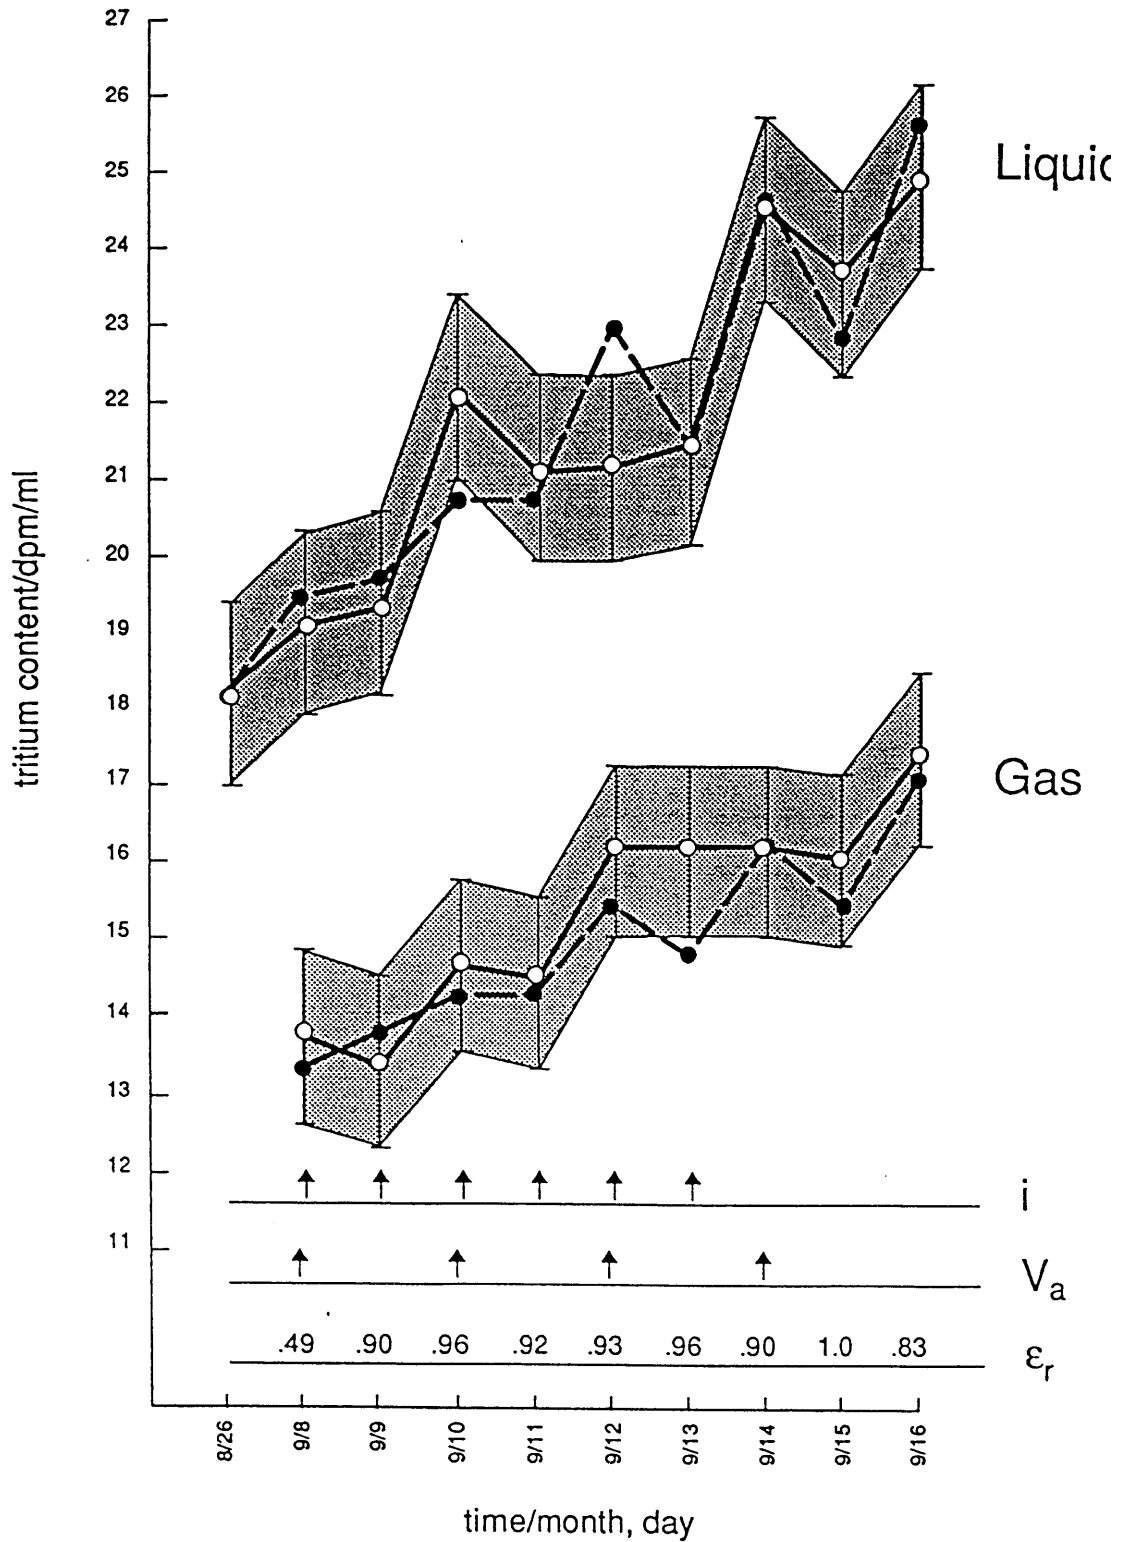 27
26
25
24
23
22
21
20
19
18
17
16
15
14
13
12
11
tritium content/dpm/ml
Liquid
Gas
i
Va
.49 .90 .96 .92 .93 .96 .90 1.0 .83
εr
8/26 9/8 9/9 9/10 9/11 9/12 9/13 9/14 9/15 9/16
time/month, day